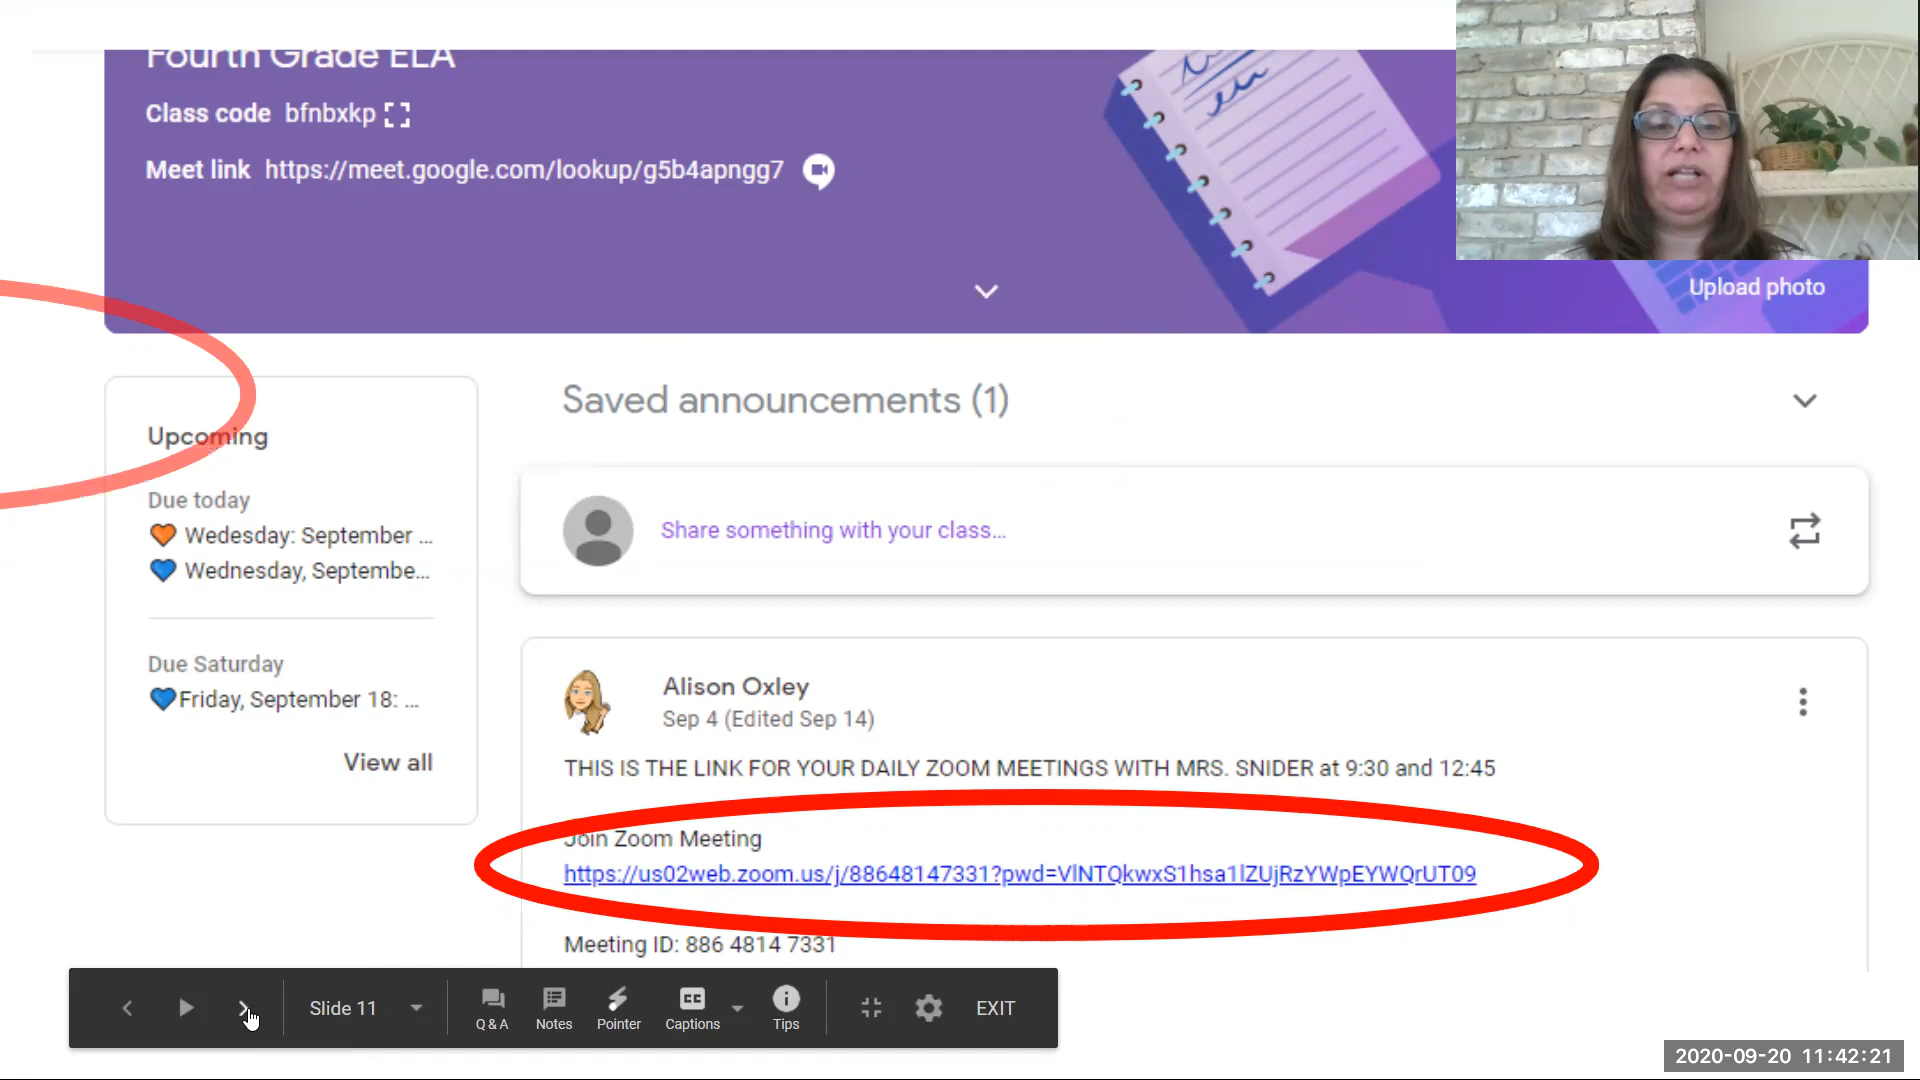 Fourth Grade ELA
Class code bfnbxkp
Meet link https://meet.google.com/lookup/g5b4apngg7
Upload photo
Upcoming
Due today
🧡 Wedesday: September ...
💙 Wednesday, Septembe...
Due Saturday
💙Friday, September 18: ...
View all
Saved announcements (1)
Share something with your class...
Alison Oxley
Sep 4 (Edited Sep 14)
THIS IS THE LINK FOR YOUR DAILY ZOOM MEETINGS WITH MRS. SNIDER at 9:30 and 12:45
Join Zoom Meeting
https://us02web.zoom.us/j/88648147331?pwd=VlNTQkwxS1hsa1lZUjRzYWpEYWQrUT09
Meeting ID: 886 4814 7331
Slide 11
Q&A
Notes
Pointer
CC
Captions
Tips
EXIT
2020-09-20 11:42:21